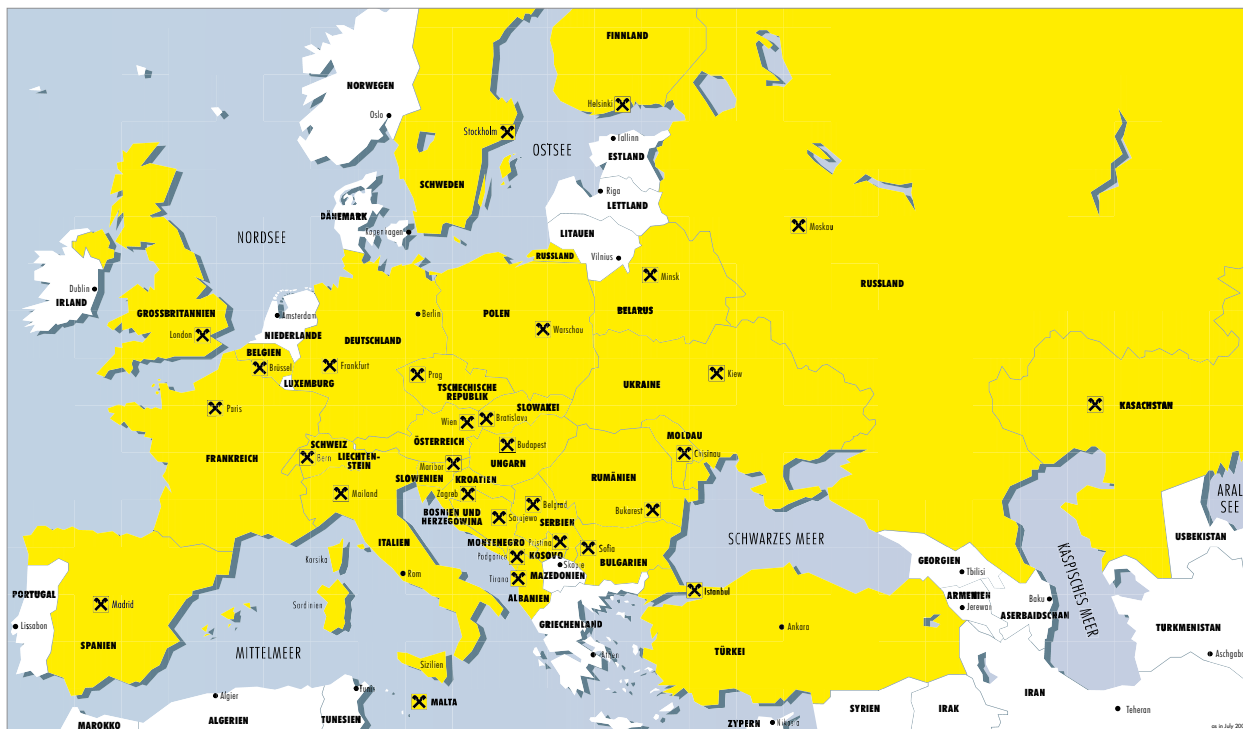 FINNLAND
NORWEGEN
Helsinki
Oslo
Stockholm
OSTSEE
Tallinn
ESTLAND
SCHWEDEN
Riga
LETTLAND
DÄNEMARK
Kopenhagen
Moskau
LITAUEN
NORDSEE
RUSSLAND
Vilnius
Minsk
RUSSLAND
Dublin
IRLAND
GROSSBRITANNIEN
Amsterdam
Berlin
POLEN
BELARUS
London
NIEDERLANDE
DEUTSCHLAND
Warschau
BELGIEN
Brüssel
Frankfurt
LUXEMBURG
Prag
TSCHECHISCHE
REPUBLIK
UKRAINE
Kiew
Paris
SLOWAKEI
KASACHSTAN
Wien
Bratislava
MOLDAU
SCHWEIZ
ÖSTERREICH
Budapest
Chisinau
FRANKREICH
Bern
LIECHTEN-
STEIN
Maribor
UNGARN
SLOWENIEN
KROATIEN
RUMÄNIEN
Mailand
Zagreb
ARAL-
SEE
BOSNIEN UND
HERZEGOWINA
Belgrad
Sarajewo
SERBIEN
Bukarest
USBEKISTAN
ITALIEN
MONTENEGRO
Pristina
Sofia
SCHWARZES MEER
KASPISCHES MEER
Korsika
Podgorica
KOSOVO
Skopje
BULGARIEN
GEORGIEN
Tbilisi
Rom
Tirana
MAZEDONIEN
PORTUGAL
Madrid
Sardinien
ALBANIEN
Istanbul
ARMENIEN
Jerewan
Baku
ASERBAIDSCHAN
Lissabon
GRIECHENLAND
Ankara
TURKMENISTAN
SPANIEN
MITTELMEER
Athen
TÜRKEI
Aschgaba
Sizilien
Algier
Tunis
MALTA
IRAN
MAROKKO
ALGERIEN
TUNESIEN
ZYPERN
Nikosia
SYRIEN
IRAK
Teheran